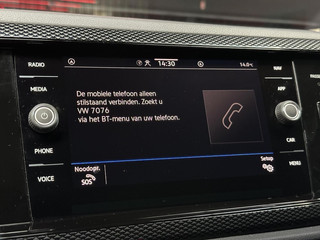 RADIO
14:30
14.0°C
NAV
MEDIA
De mobiele telefoon alleen
stilstand verbinden. Zoekt u
VW 7076
via het BT-menu van uw telefoon.
APP
PHONE
CAR
VOICE
Noodopr.
SOS
Setup
MENU